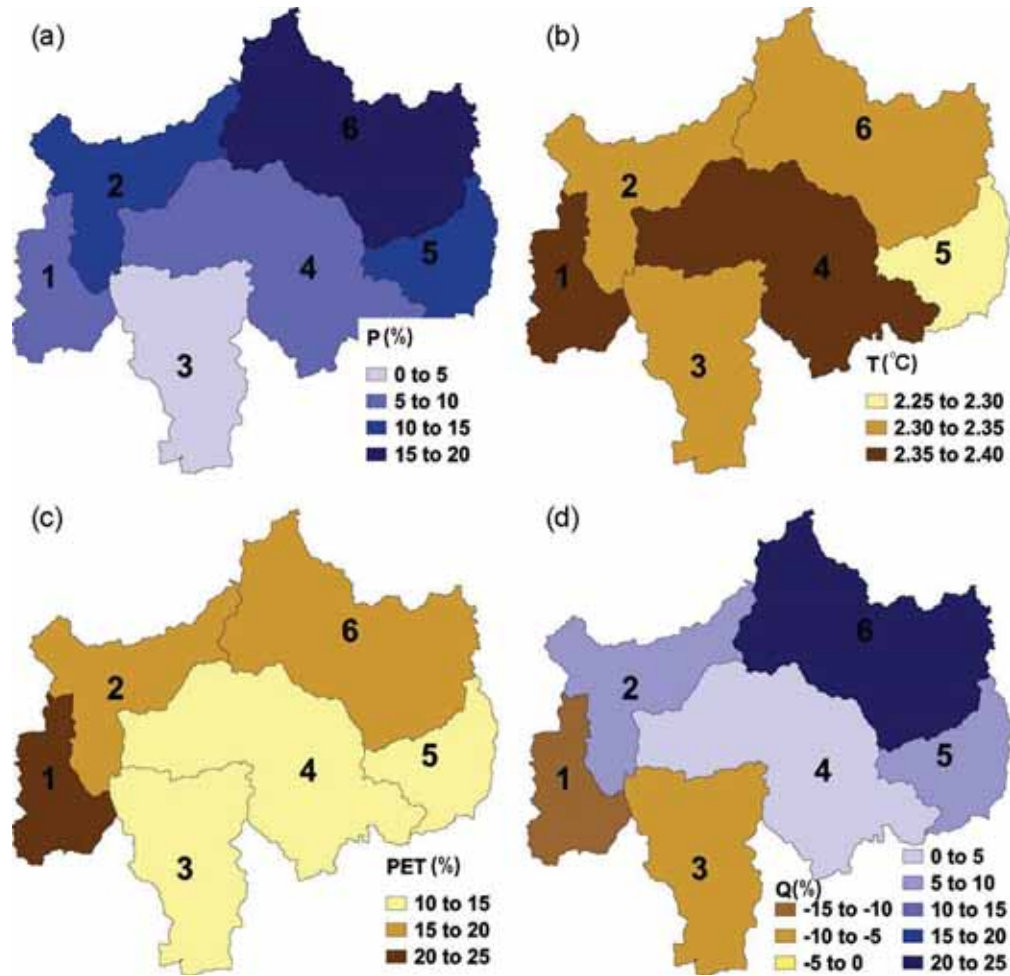 (a)
6
2
5
1
4
3
P (%)
0 to 5
5 to 10
10 to 15
15 to 20
(b)
6
2
5
1
4
3
T (°C)
2.25 to 2.30
2.30 to 2.35
2.35 to 2.40
(c)
6
2
5
1
4
3
PET (%)
10 to 15
15 to 20
20 to 25
(d)
6
2
5
4
1
3
Q(%)
-15 to -10
-10 to -5
-5 to 0
0 to 5
5 to 10
10 to 15
15 to 20
20 to 25